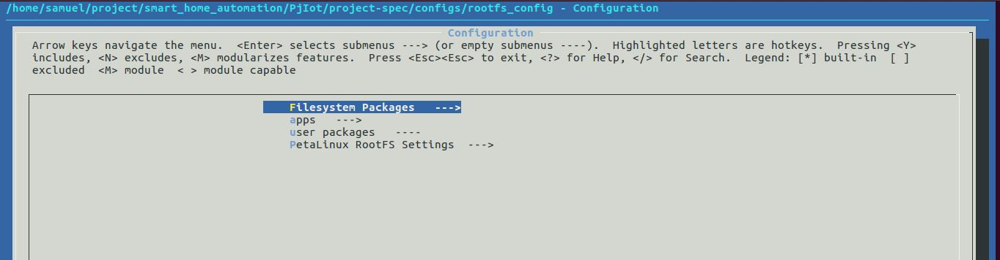 /home/samuel/project/smart_home_automation/PjIot/project-spec/configs/rootfs_config - Configuration
Configuration
Arrow keys navigate the menu.  <Enter> selects submenus ---> (or empty submenus ----).  Highlighted letters are hotkeys.  Pressing <Y>
includes, <N> excludes, <M> modularizes features.  Press <Esc><Esc> to exit, <?> for Help, </> for Search.  Legend: [*] built-in  [ ]
excluded  <M> module  < > module capable
Filesystem Packages   --->
apps   --->
user packages   ----
PetaLinux RootFS Settings  --->